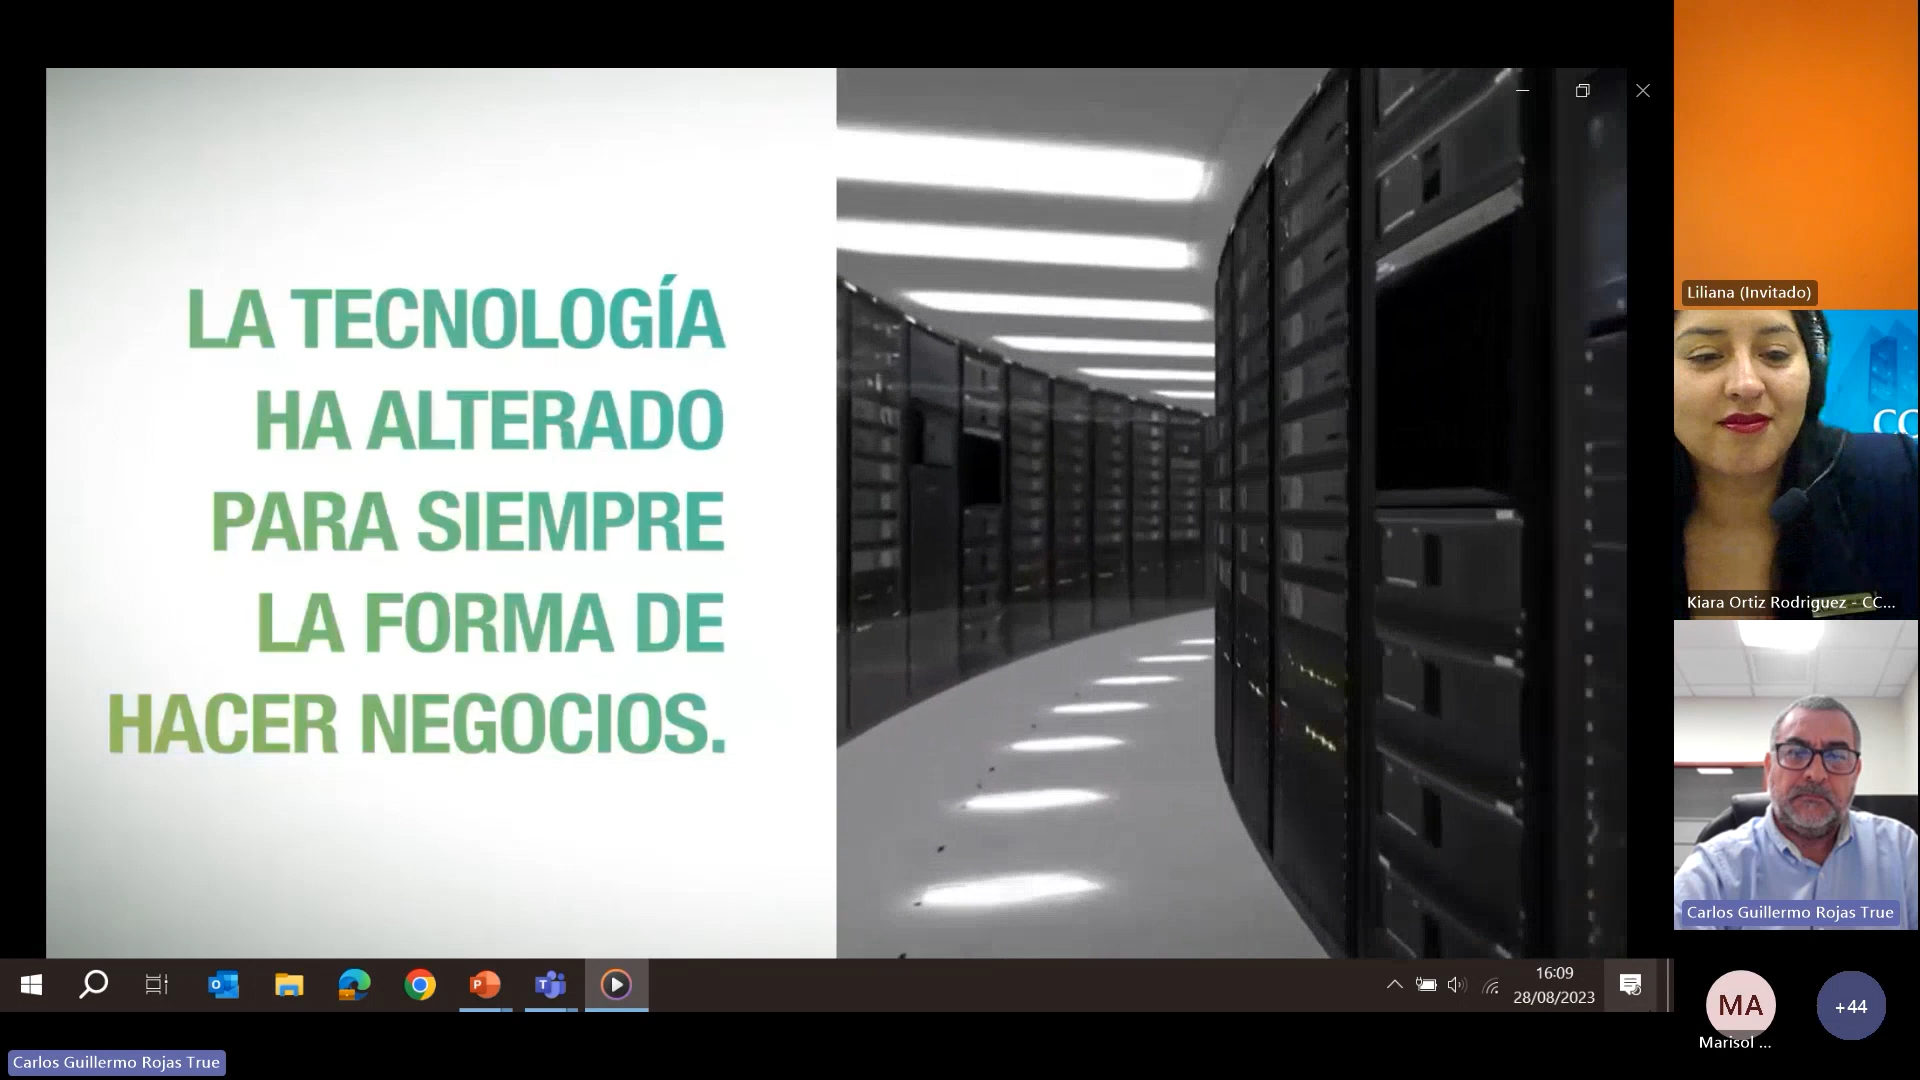 LA TECNOLOGÍA
HA ALTERADO
PARA SIEMPRE
LA FORMA DE
HACER NEGOCIOS.
Liliana (Invitado)
CC
Kiara Ortiz Rodriguez - CC...
Carlos Guillermo Rojas True
16:09
28/08/2023
MA
+44
Marisol ...
Carlos Guillermo Rojas True